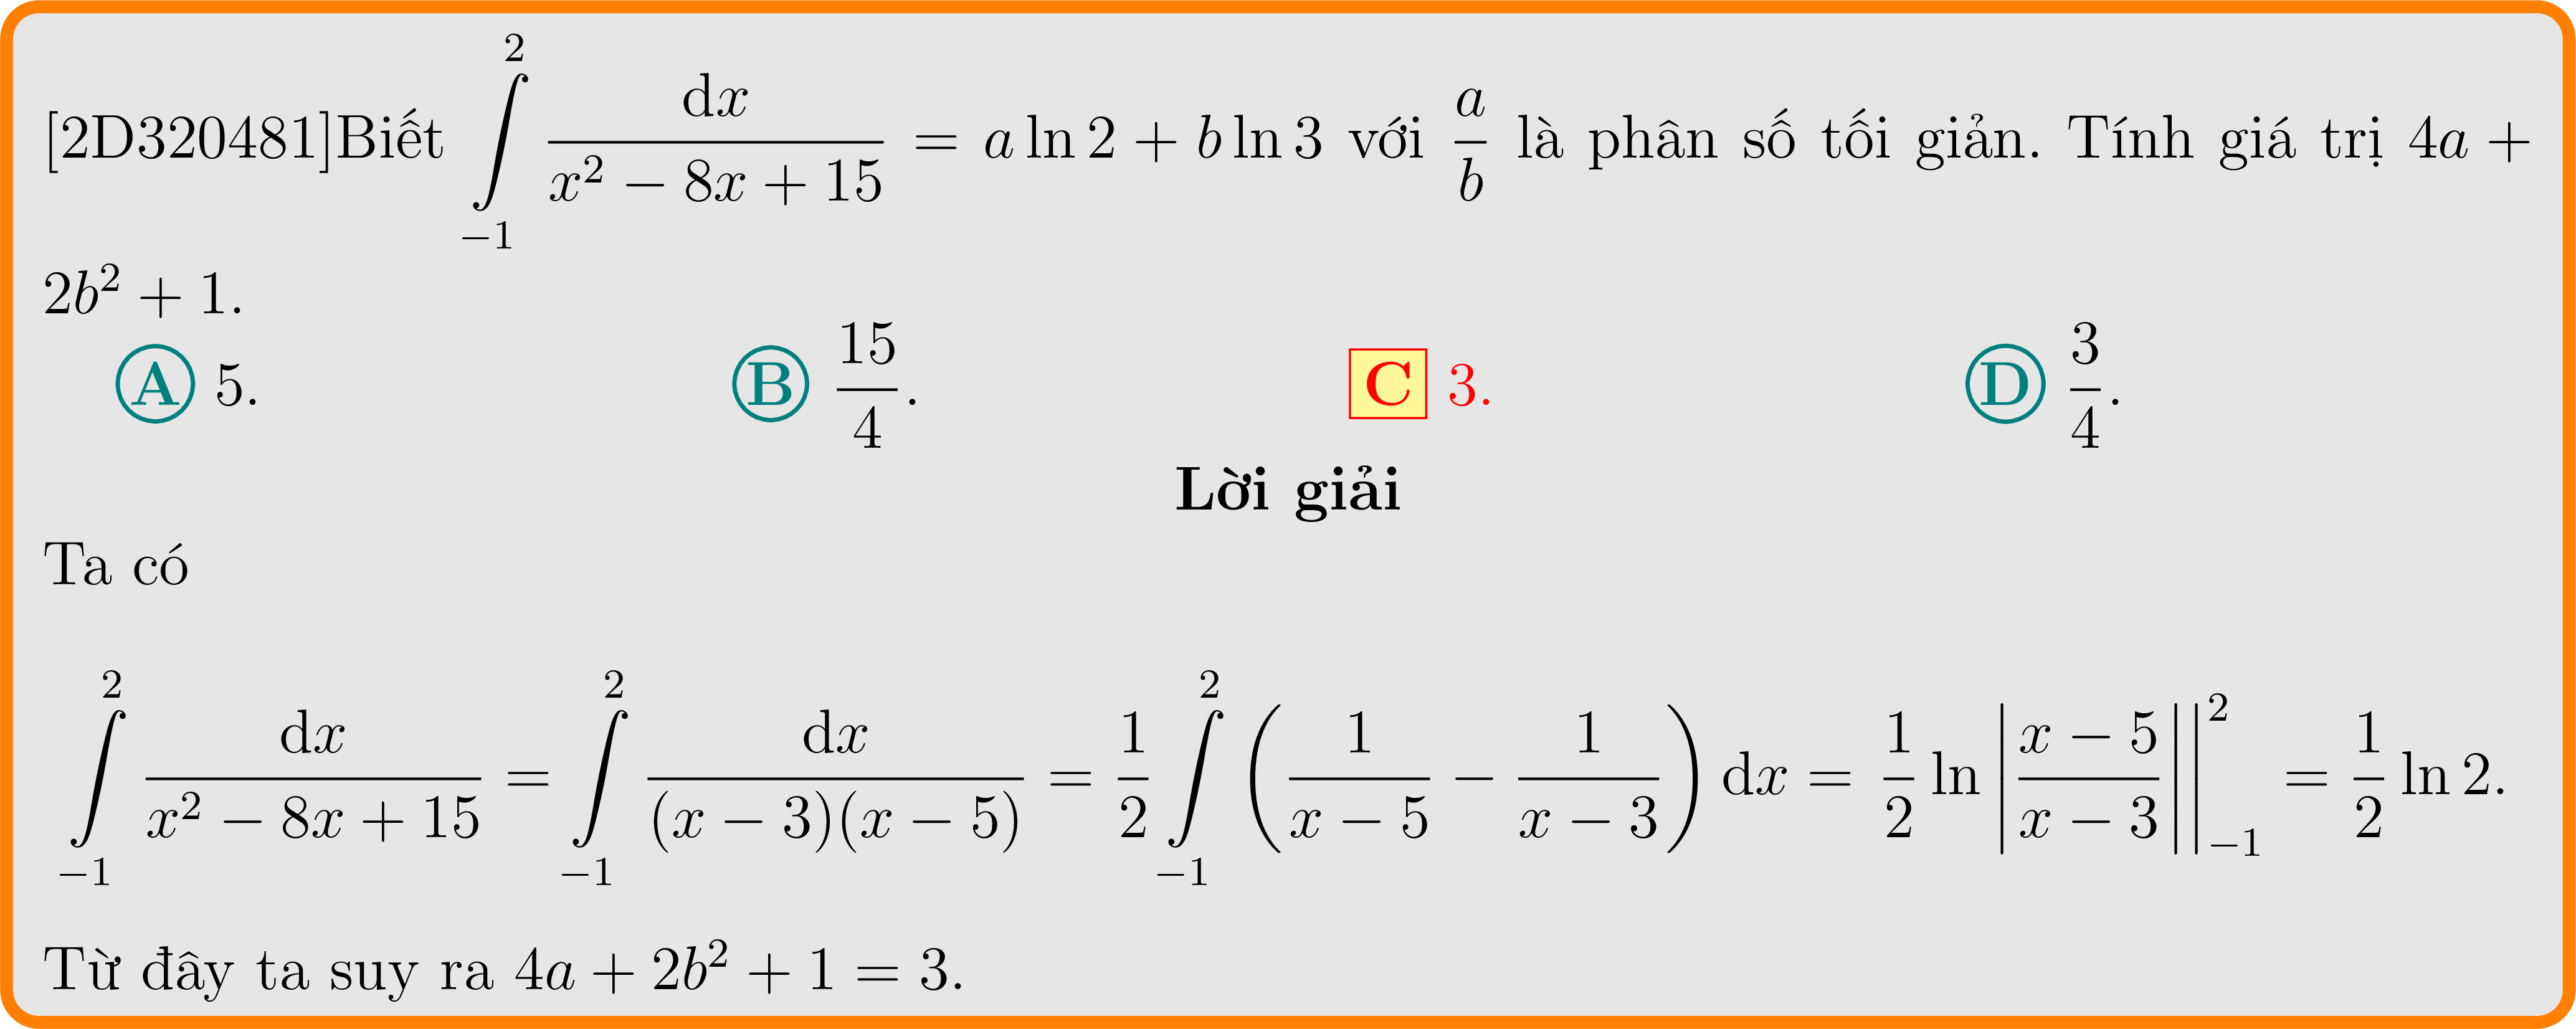 [2D320481]Biết $\int\limits_{-1}^{2} \frac{\mathrm{d}x}{x^2 - 8x + 15} = a \ln 2 + b \ln 3$ với $\frac{a}{b}$ là phân số tối giản. Tính giá trị $4a +$
$2b^2 + 1.$
A 5. B $\frac{15}{4}$. C 3. D $\frac{3}{4}$.
Lời giải
Ta có
$\int\limits_{-1}^{2} \frac{\mathrm{d}x}{x^2 - 8x + 15} = \int\limits_{-1}^{2} \frac{\mathrm{d}x}{(x - 3)(x - 5)} = \frac{1}{2} \int\limits_{-1}^{2} \left( \frac{1}{x - 5} - \frac{1}{x - 3} \right) \mathrm{d}x = \frac{1}{2} \ln \left| \frac{x - 5}{x - 3} \right| \Big|_{-1}^{2} = \frac{1}{2} \ln 2.$
Từ đây ta suy ra $4a + 2b^2 + 1 = 3.$